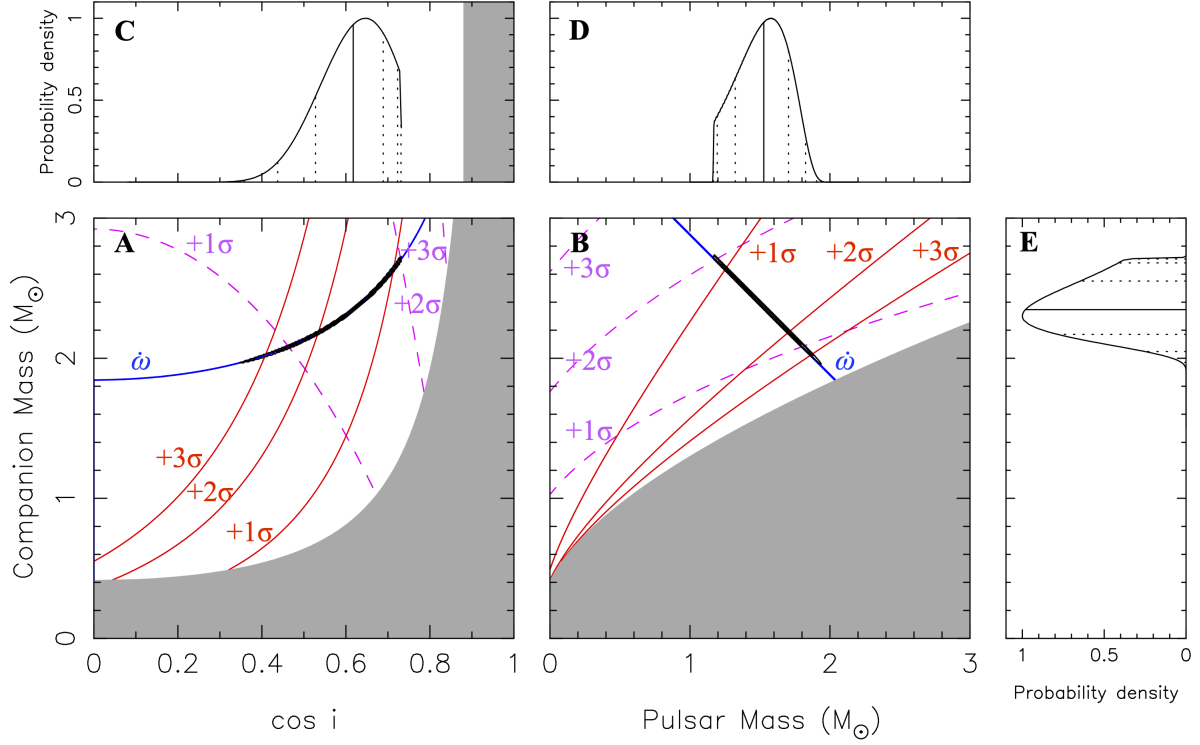 C
D
Probability density
1
0.5
0
A
B
E
+1σ
+3σ
+2σ
ω̇
+3σ
+2σ
+1σ
+3σ
+2σ
+1σ
+1σ
+2σ
+3σ
ω̇
Companion Mass (M⊙)
3
2
1
0
0 0.2 0.4 0.6 0.8 1
cos i
0 1 2 3
Pulsar Mass (M⊙)
1 0.5 0
Probability density